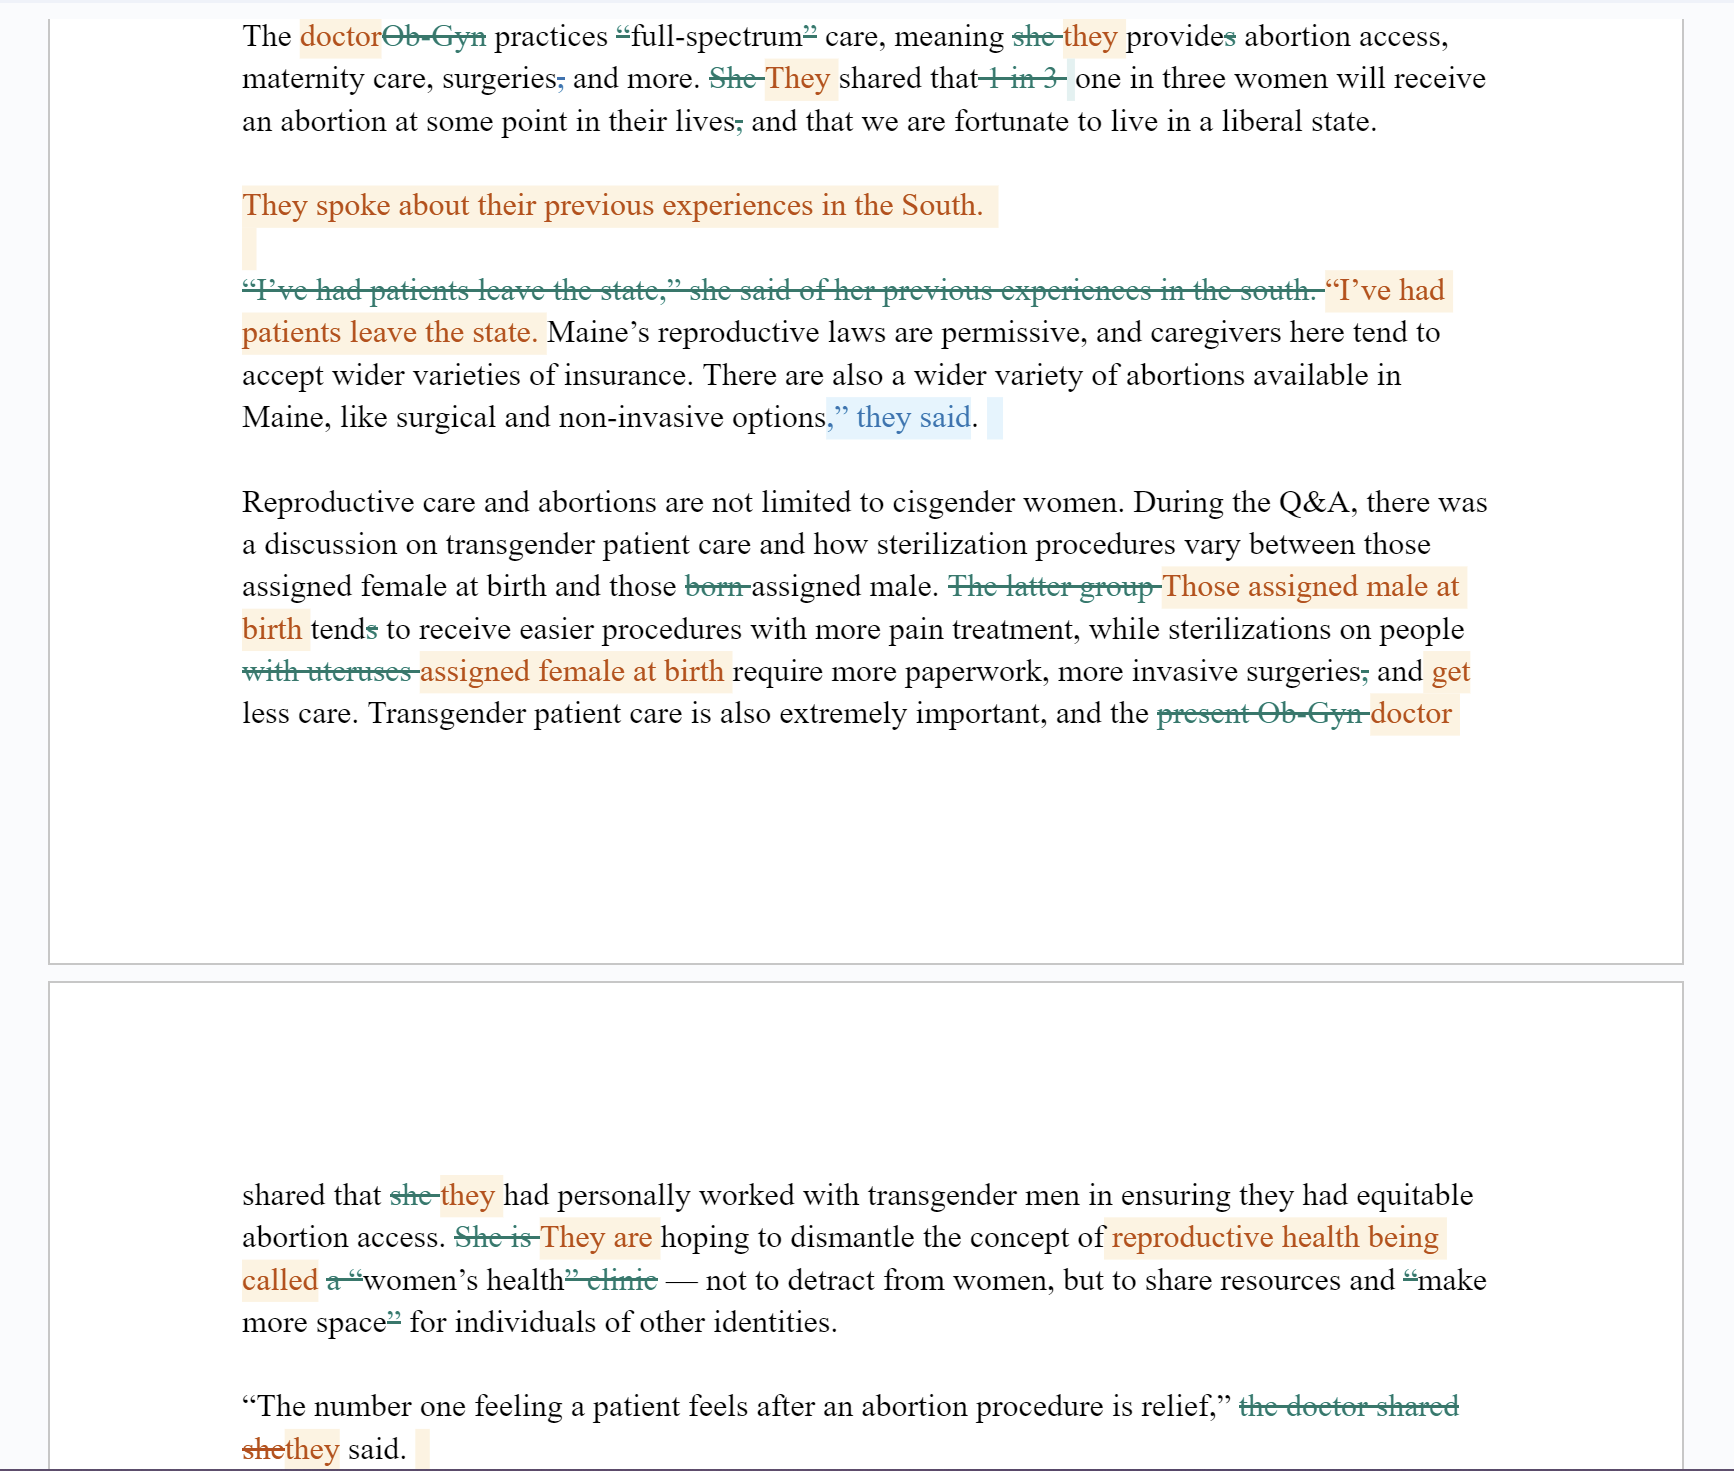 The doctorOb-Gyn practices “full-spectrum” care, meaning she they provides abortion access,
maternity care, surgeries, and more. She They shared that 1 in 3 one in three women will receive
an abortion at some point in their lives, and that we are fortunate to live in a liberal state.
They spoke about their previous experiences in the South.
“I’ve had patients leave the state,” she said of her previous experiences in the south. “I’ve had
patients leave the state. Maine’s reproductive laws are permissive, and caregivers here tend to
accept wider varieties of insurance. There are also a wider variety of abortions available in
Maine, like surgical and non-invasive options,” they said.
Reproductive care and abortions are not limited to cisgender women. During the Q&A, there was
a discussion on transgender patient care and how sterilization procedures vary between those
assigned female at birth and those born assigned male. The latter group Those assigned male at
birth tends to receive easier procedures with more pain treatment, while sterilizations on people
with uteruses assigned female at birth require more paperwork, more invasive surgeries, and get
less care. Transgender patient care is also extremely important, and the present Ob-Gyn doctor
shared that she they had personally worked with transgender men in ensuring they had equitable
abortion access. She is They are hoping to dismantle the concept of reproductive health being
called a “women’s health” clinic — not to detract from women, but to share resources and “make
more space” for individuals of other identities.
“The number one feeling a patient feels after an abortion procedure is relief,” the doctor shared
shethey said.